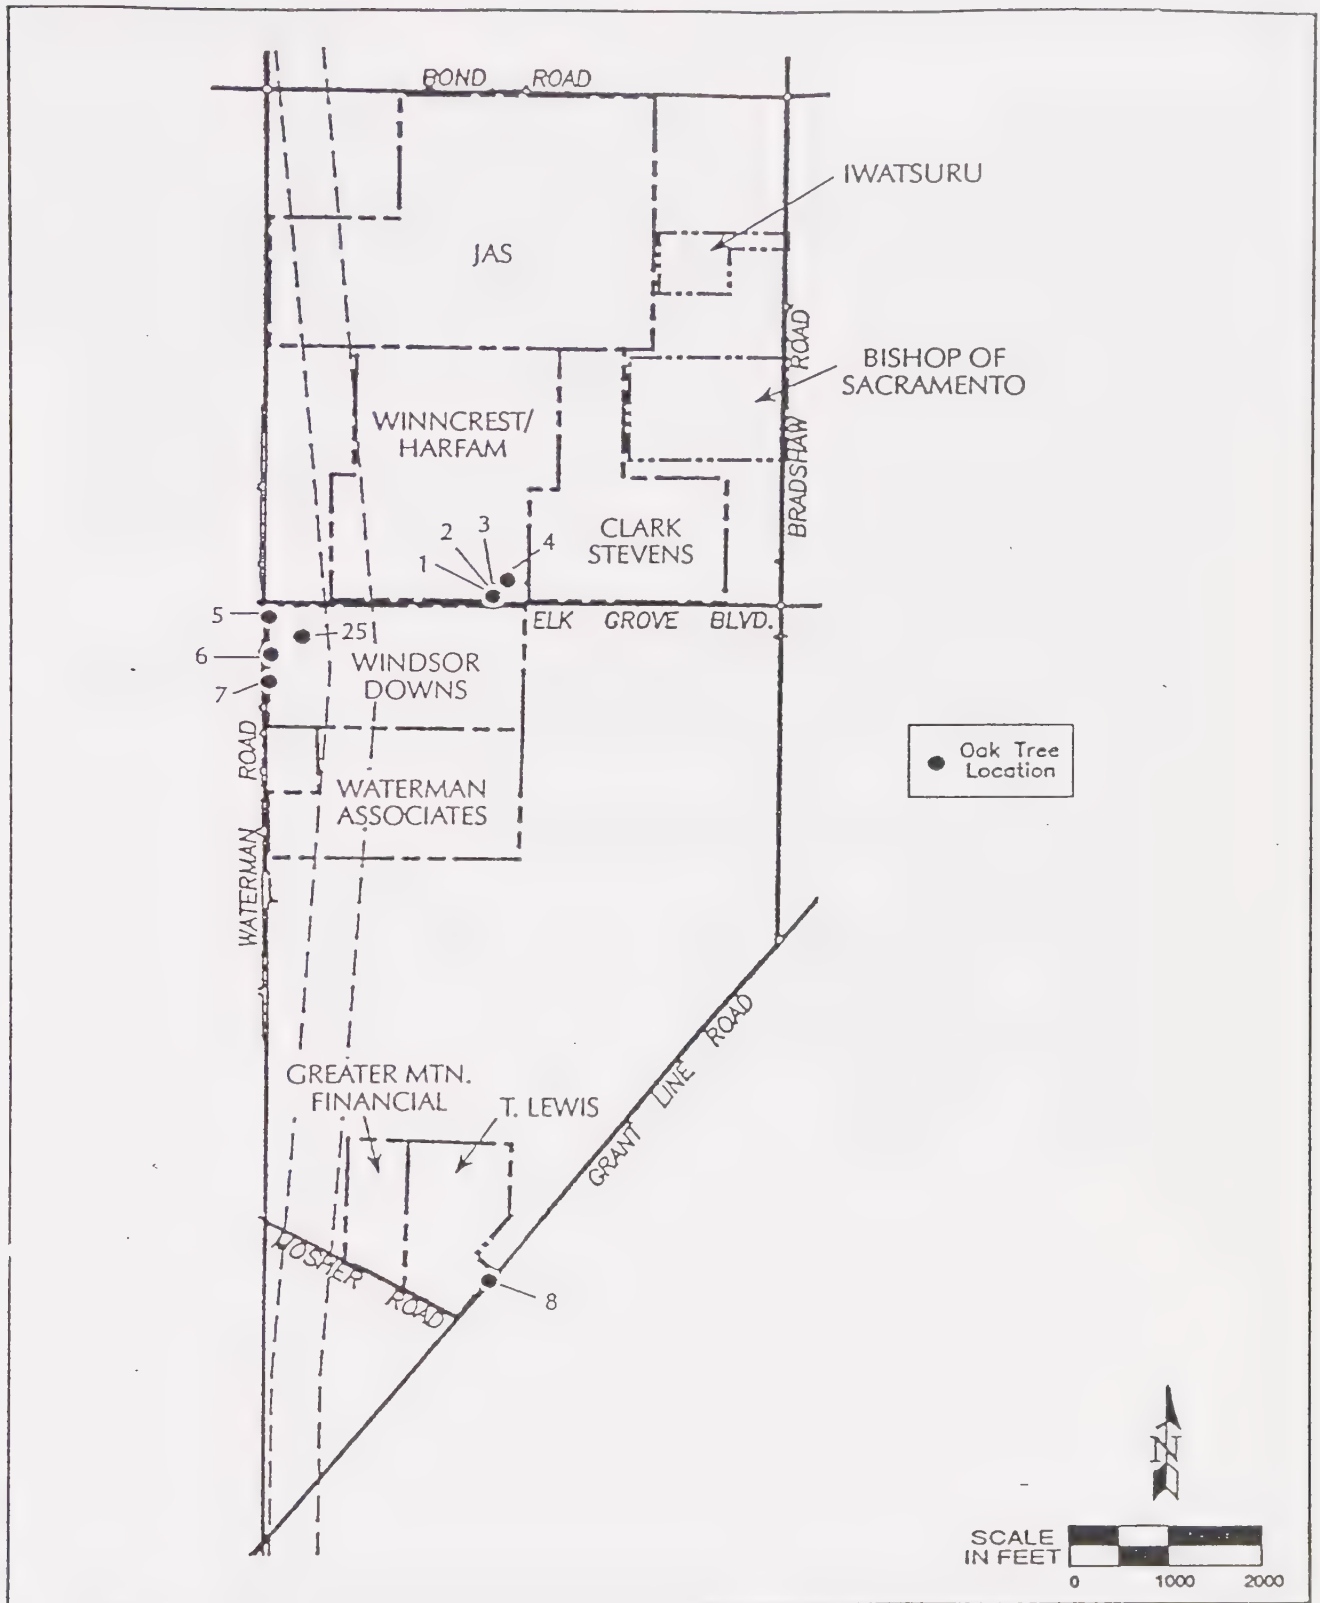 BOND ROAD
IWATSURU
JAS
BISHOP OF
SACRAMENTO
BRADSHAW ROAD
WINNCREST/
HARFAM
CLARK
STEVENS
1
2
3
4
ELK GROVE BLVD.
5
25
6
7
WINDSOR
DOWNS
WATERMAN ROAD
WATERMAN
ASSOCIATES
Oak Tree
Location
GREATER MTN.
FINANCIAL
T. LEWIS
GRANT LINE ROAD
MOSHER ROAD
8
N
SCALE
IN FEET
0 1000 2000